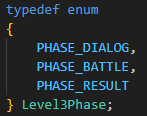 typedef enum
{
    PHASE_DIALOG,
    PHASE_BATTLE,
    PHASE_RESULT
} Level3Phase;